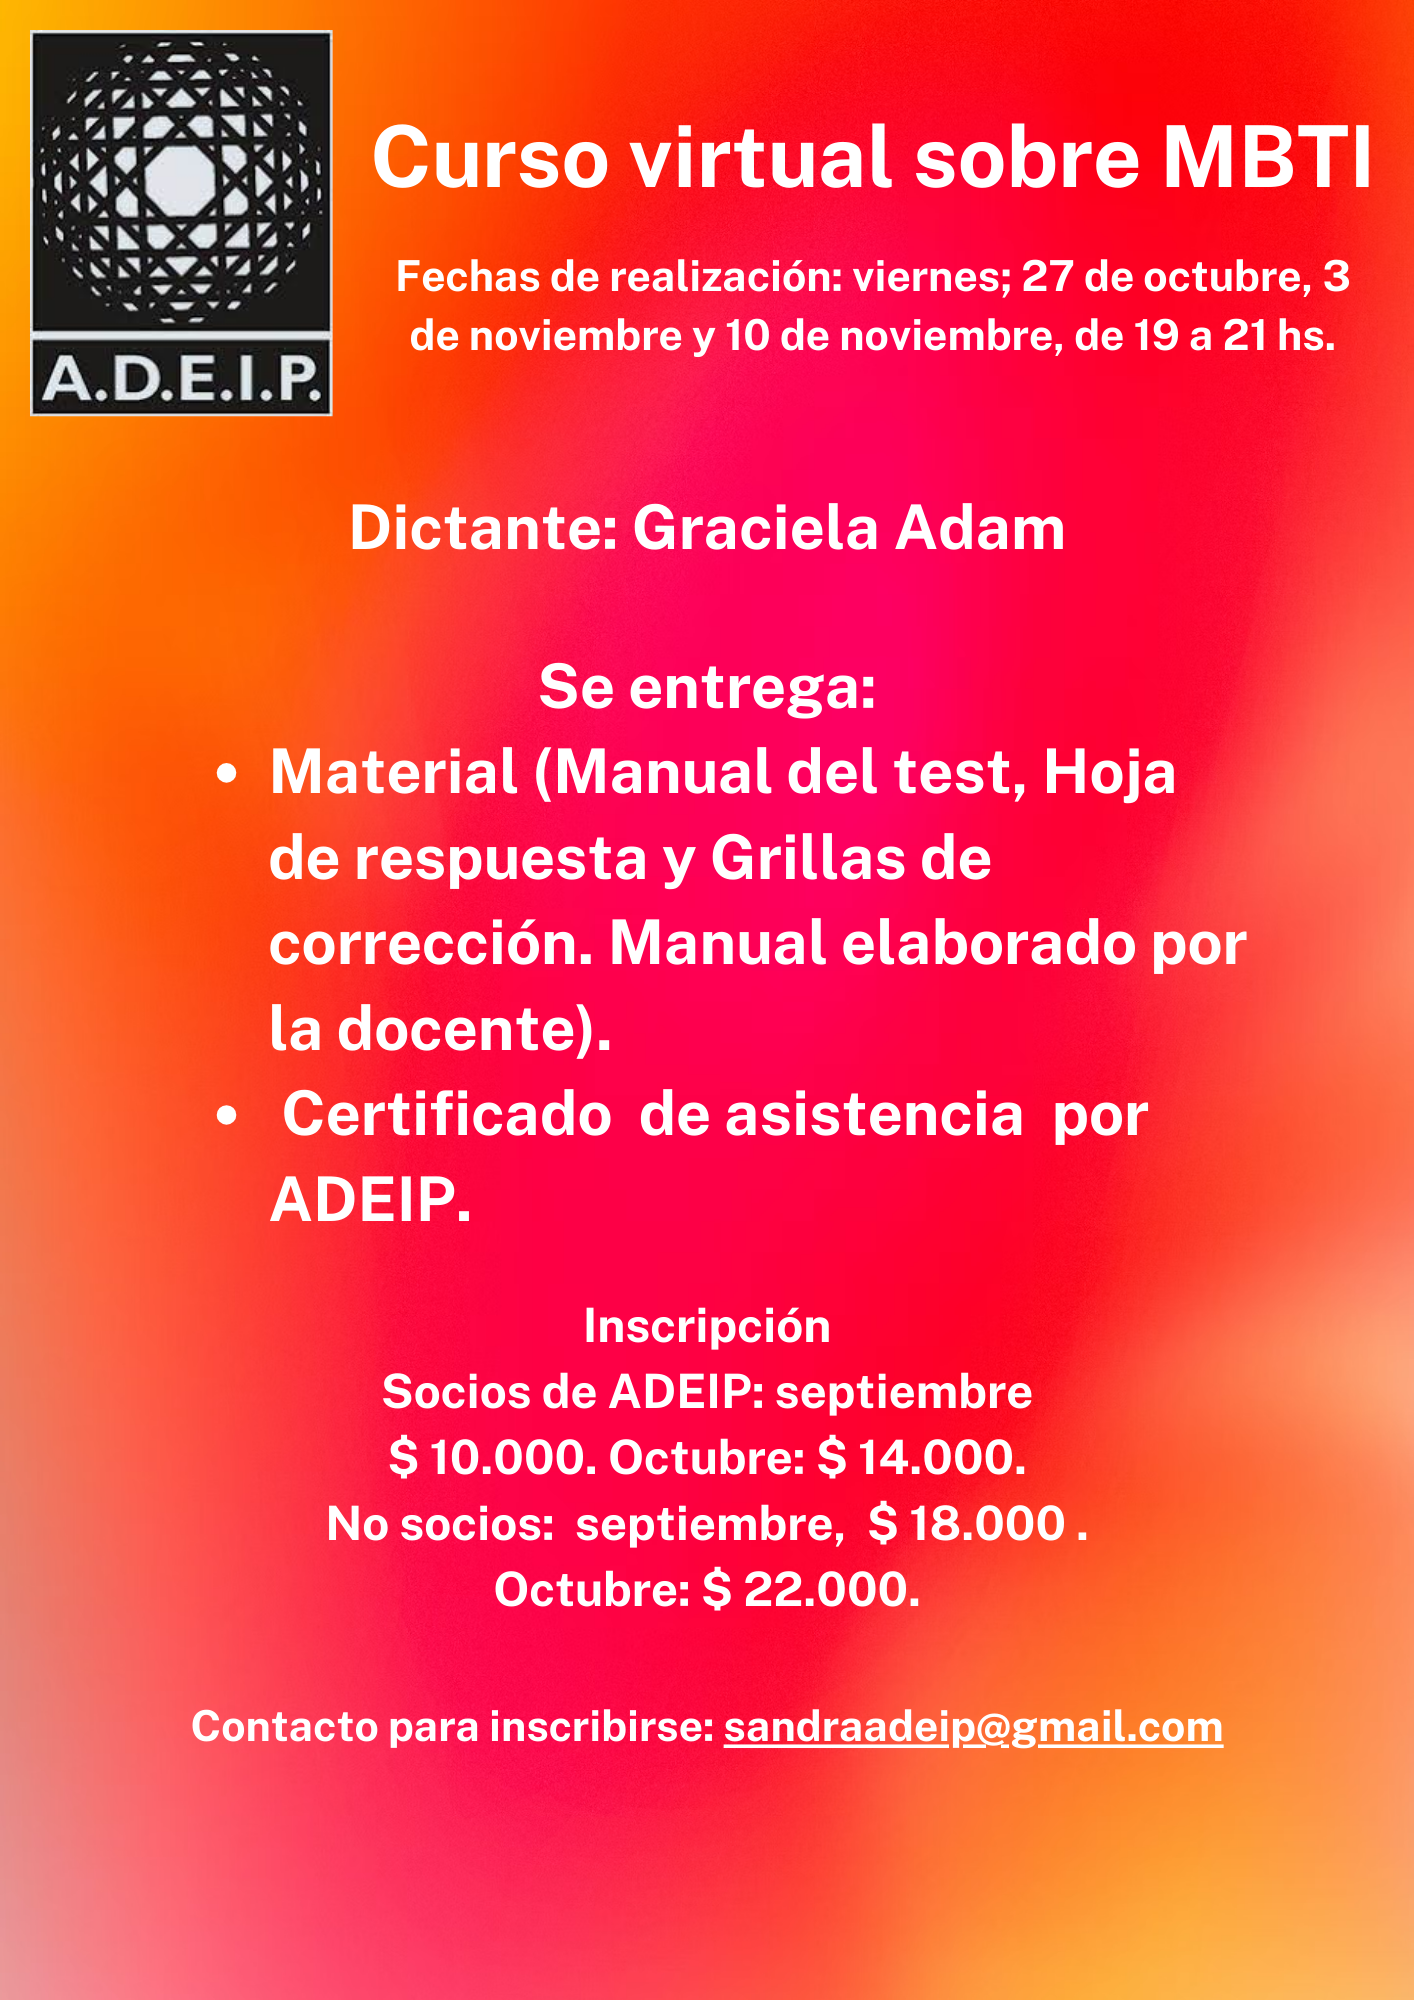 A.D.E.I.P.
Curso virtual sobre MBTI
Fechas de realización: viernes; 27 de octubre, 3
de noviembre y 10 de noviembre, de 19 a 21 hs.
Dictante: Graciela Adam
Se entrega:
• Material (Manual del test, Hoja
de respuesta y Grillas de
corrección. Manual elaborado por
la docente).
• Certificado de asistencia por
ADEIP.
Inscripción
Socios de ADEIP: septiembre
$ 10.000. Octubre: $ 14.000.
No socios: septiembre, $ 18.000 .
Octubre: $ 22.000.
Contacto para inscribirse: sandraadeip@gmail.com